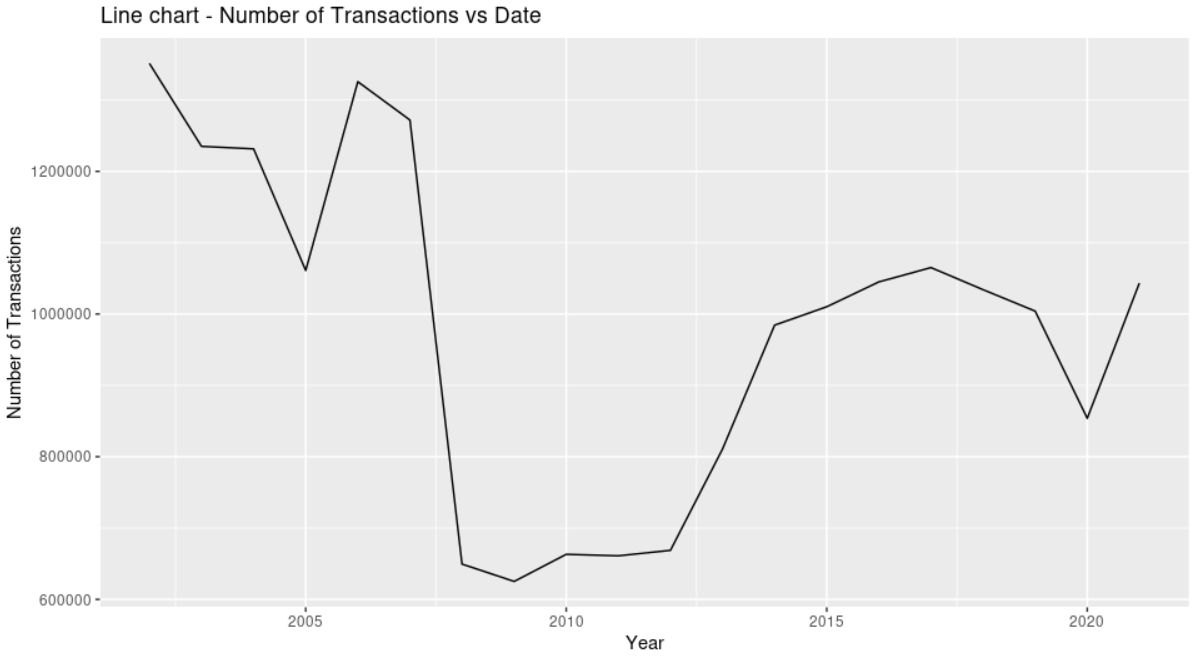 Line chart - Number of Transactions vs Date
Number of Transactions
1200000
1000000
800000
600000
2005 2010 2015 2020
Year